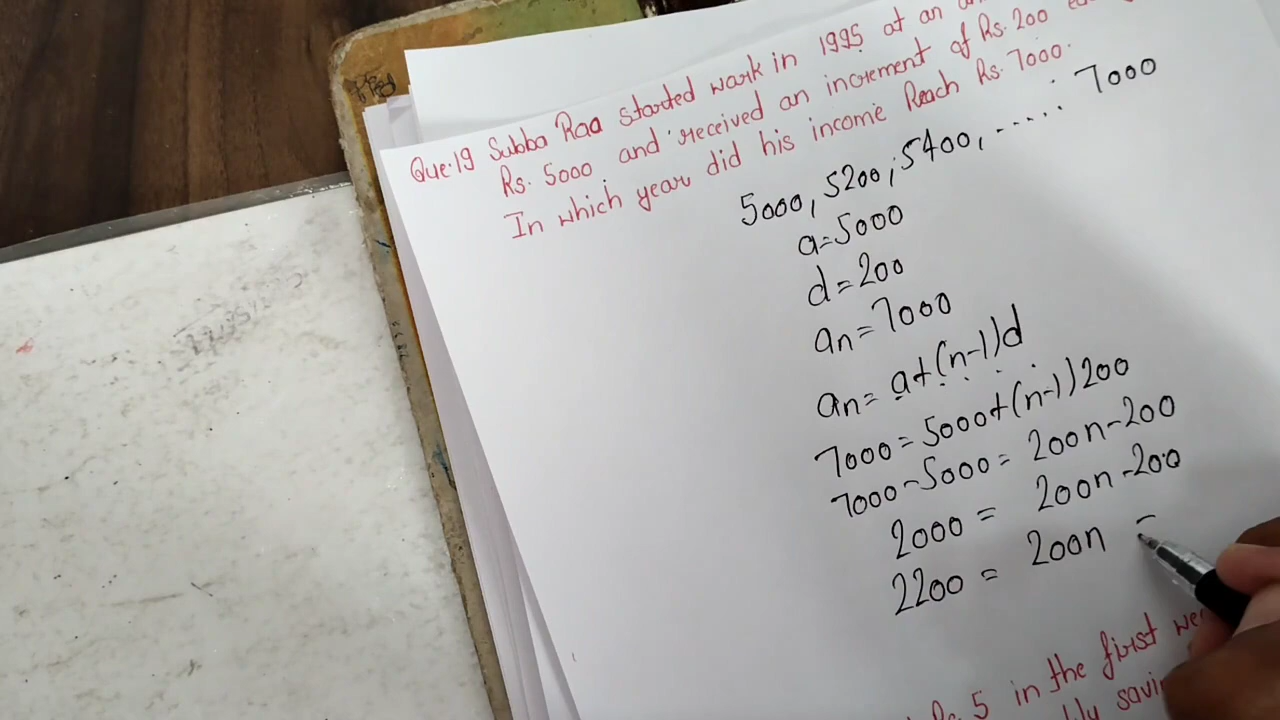 Que.19 Subba Raa started work in 1995 at an
Rs. 5000 and received an increment of Rs. 200
In which year did his income Reach Rs. 7000.
5000, 5200, 5400, ..... 7000
a=5000
d=200
an=7000
an= a+(n-1)d
7000=5000+(n-1)200
7000-5000= 200n-200
2000 = 200n-200
2200 = 200n
5 in the first